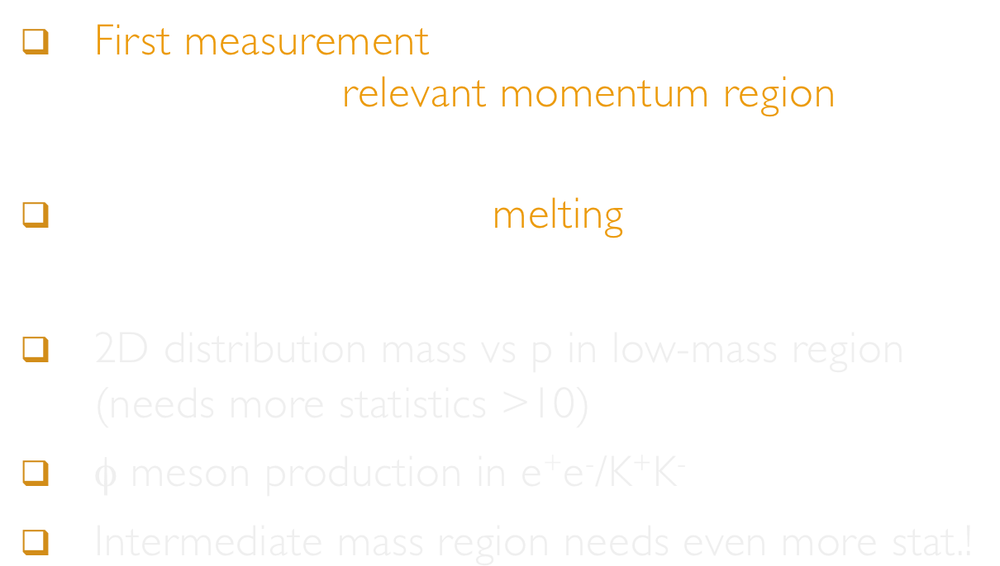 ❑ First measurement
relevant momentum region
❑ melting
❑ 2D distribution mass vs p in low-mass region
(needs more statistics >10)
❑ ϕ meson production in e⁺e⁻/K⁺K⁻
❑ Intermediate mass region needs even more stat.!